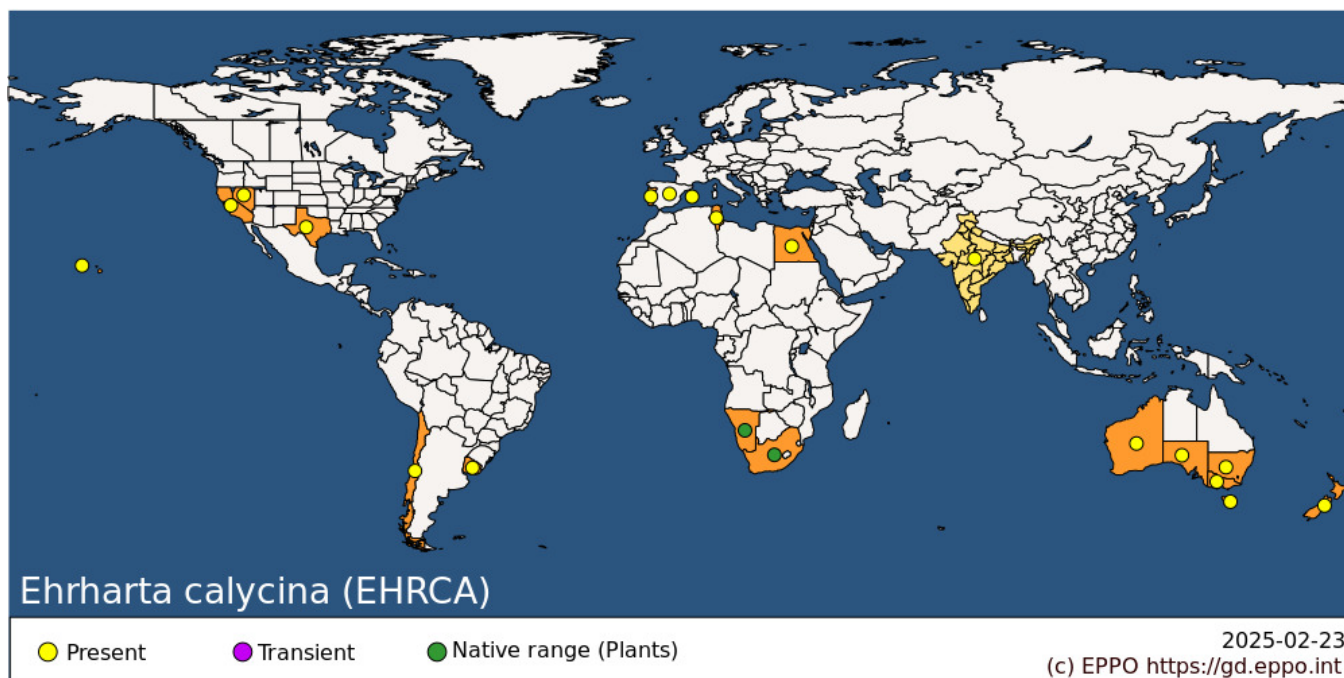 Ehrharta calycina (EHRCA)
Present
Transient
Native range (Plants)
2025-02-23
(c) EPPO https://gd.eppo.int